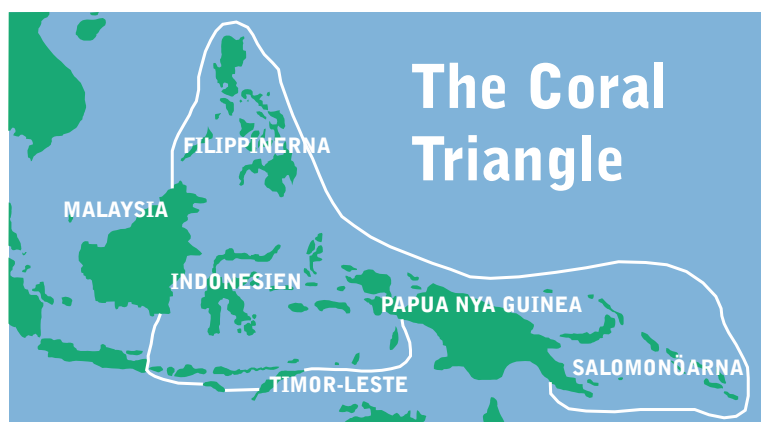 The Coral
Triangle
FILIPPINERNA
MALAYSIA
INDONESIEN
PAPUA NYA GUINEA
SALOMONÖARNA
TIMOR-LESTE